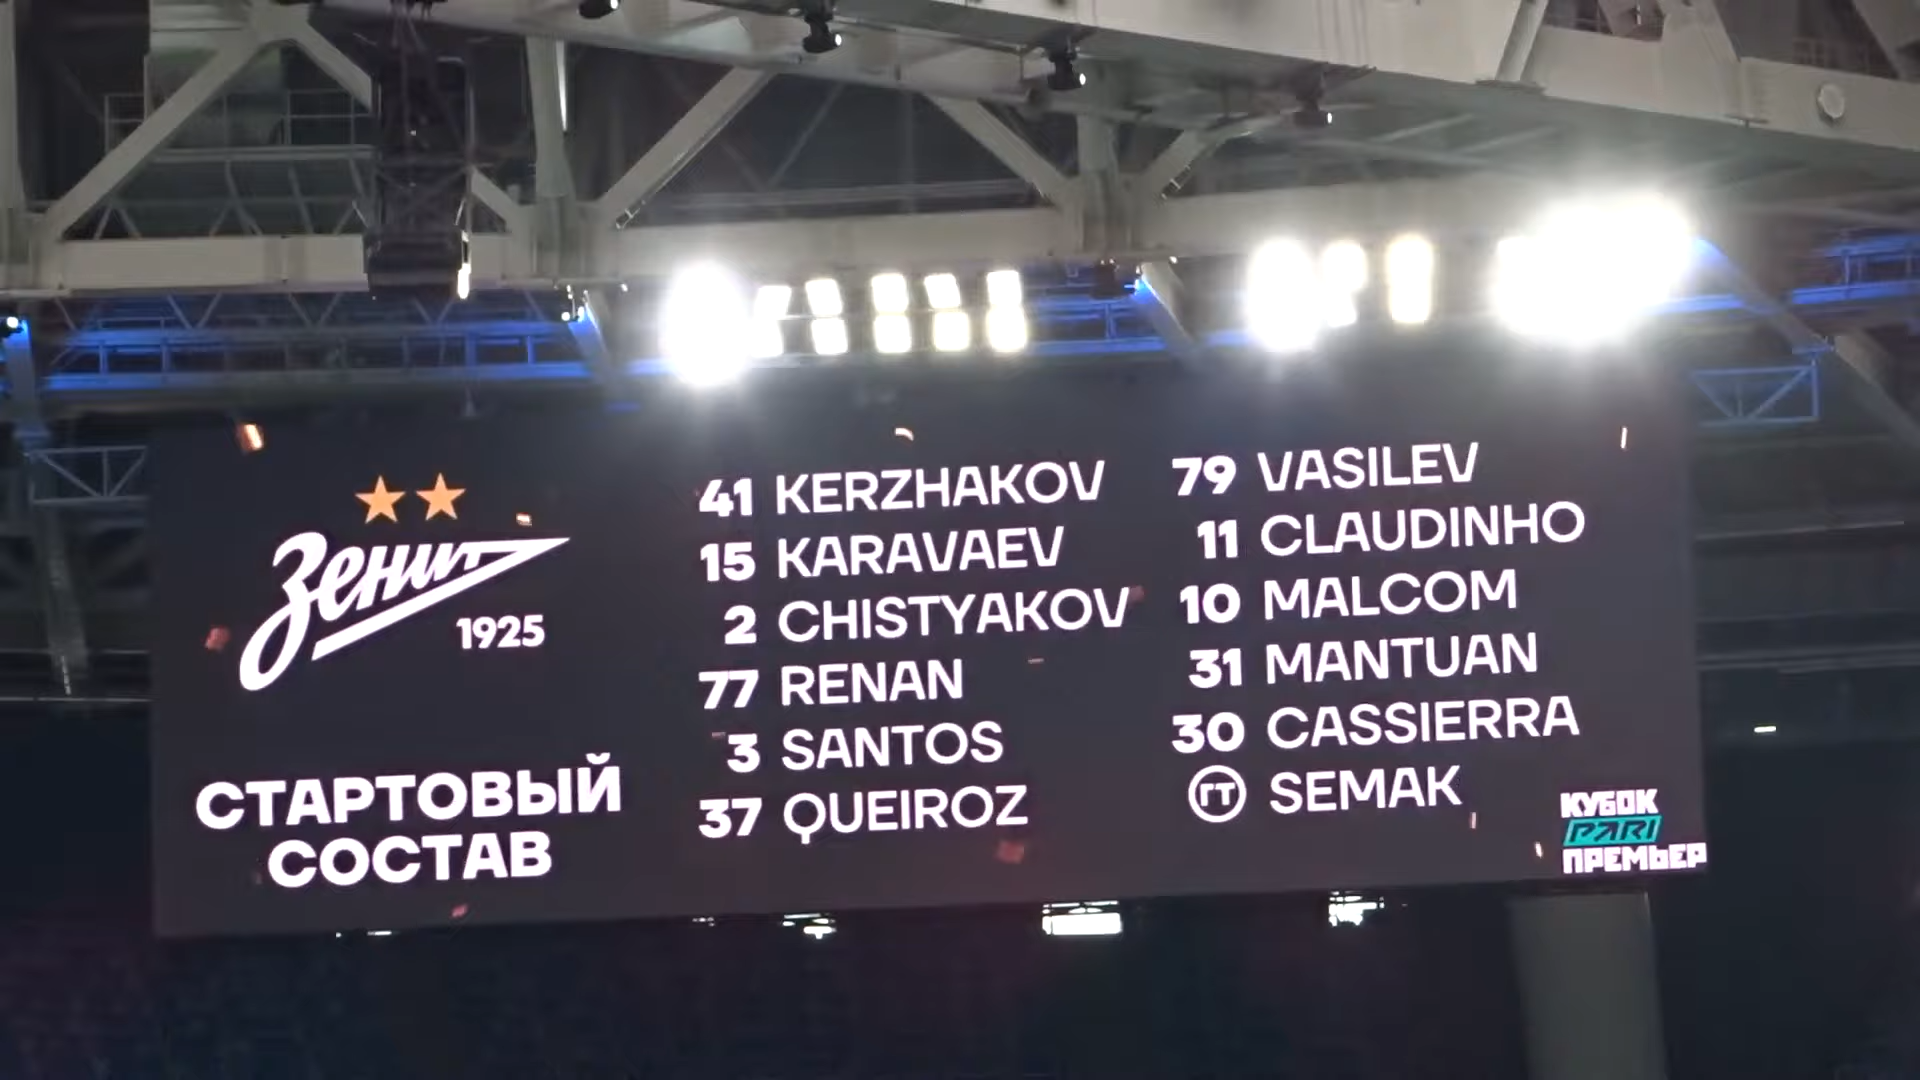 Зенит
1925
СТАРТОВЫЙ
СОСТАВ
41 KERZHAKOV
15 KARAVAEV
2 CHISTYAKOV
77 RENAN
3 SANTOS
37 QUEIROZ
79 VASILEV
11 CLAUDINHO
10 MALCOM
31 MANTUAN
30 CASSIERRA
ГТ SEMAK
КУБОК
PARI
ПРЕМЬЕР